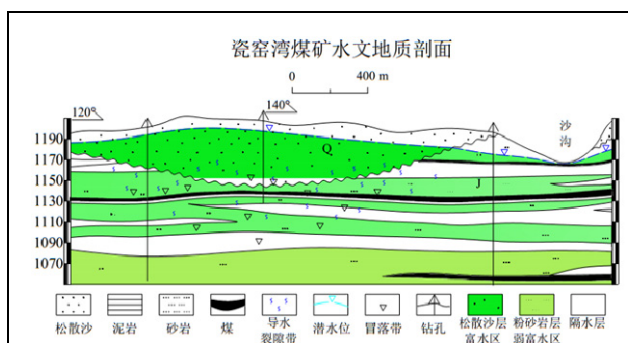 瓷窑湾煤矿水文地质剖面
0 400 m
120° 140°
沙沟
1190
1170
1150
1130
1110
1090
1070
Q
J
松散沙 泥岩 砂岩 煤 导水裂隙带 潜水位 冒落带 钻孔 松散沙层富水区 粉砂岩层弱富水区 隔水层